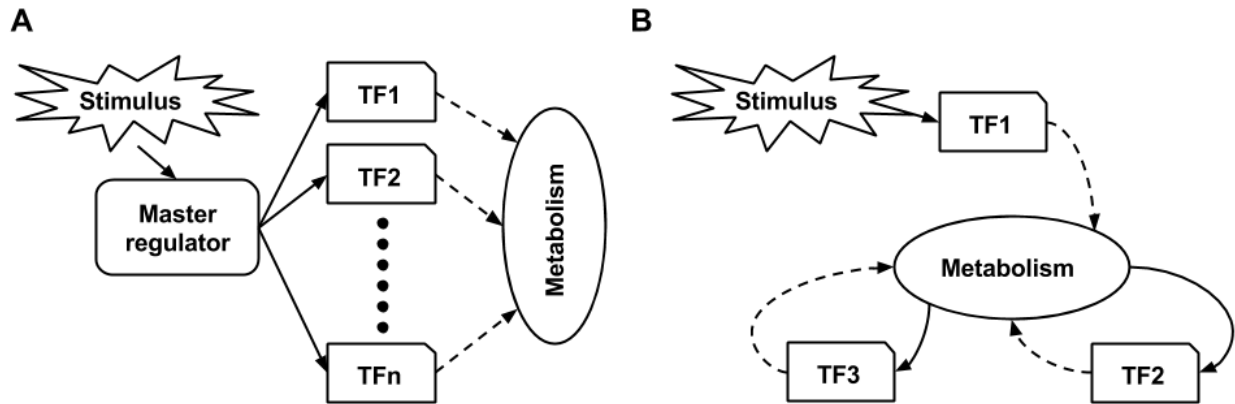 A
Stimulus
Master
regulator
TF1
TF2
TFn
Metabolism
B
Stimulus
TF1
Metabolism
TF3
TF2